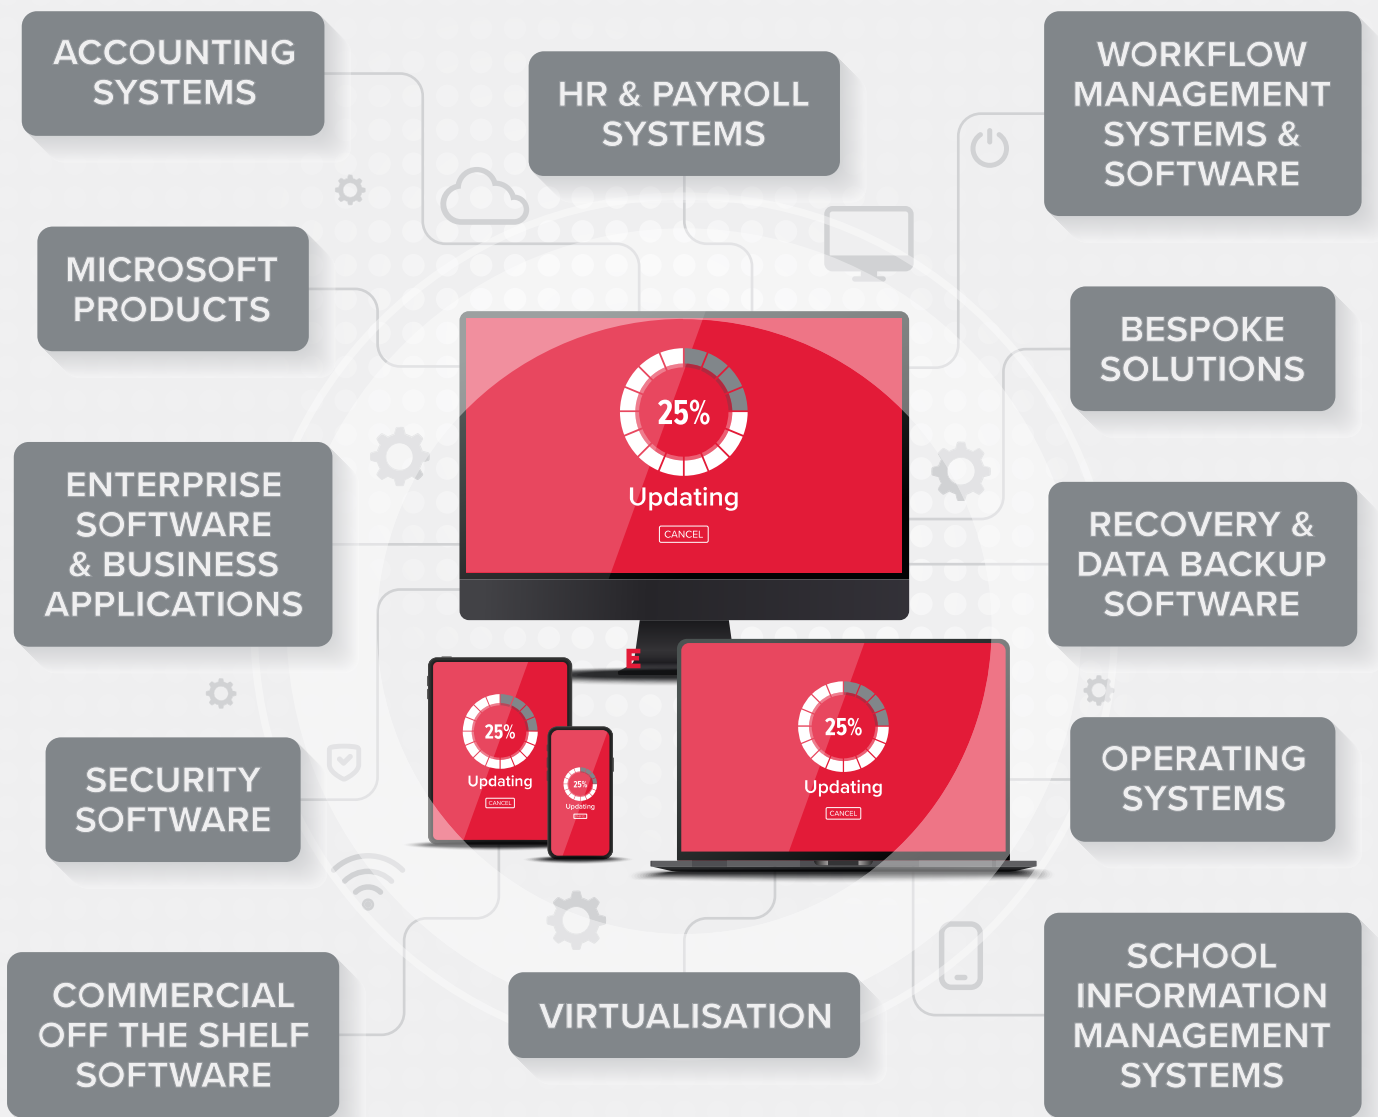 ACCOUNTING
SYSTEMS
HR & PAYROLL
SYSTEMS
WORKFLOW
MANAGEMENT
SYSTEMS &
SOFTWARE
MICROSOFT
PRODUCTS
BESPOKE
SOLUTIONS
25%
Updating
CANCEL
ENTERPRISE
SOFTWARE
& BUSINESS
APPLICATIONS
RECOVERY &
DATA BACKUP
SOFTWARE
E
25%
Updating
CANCEL
25%
Updating
25%
Updating
CANCEL
SECURITY
SOFTWARE
OPERATING
SYSTEMS
COMMERCIAL
OFF THE SHELF
SOFTWARE
VIRTUALISATION
SCHOOL
INFORMATION
MANAGEMENT
SYSTEMS